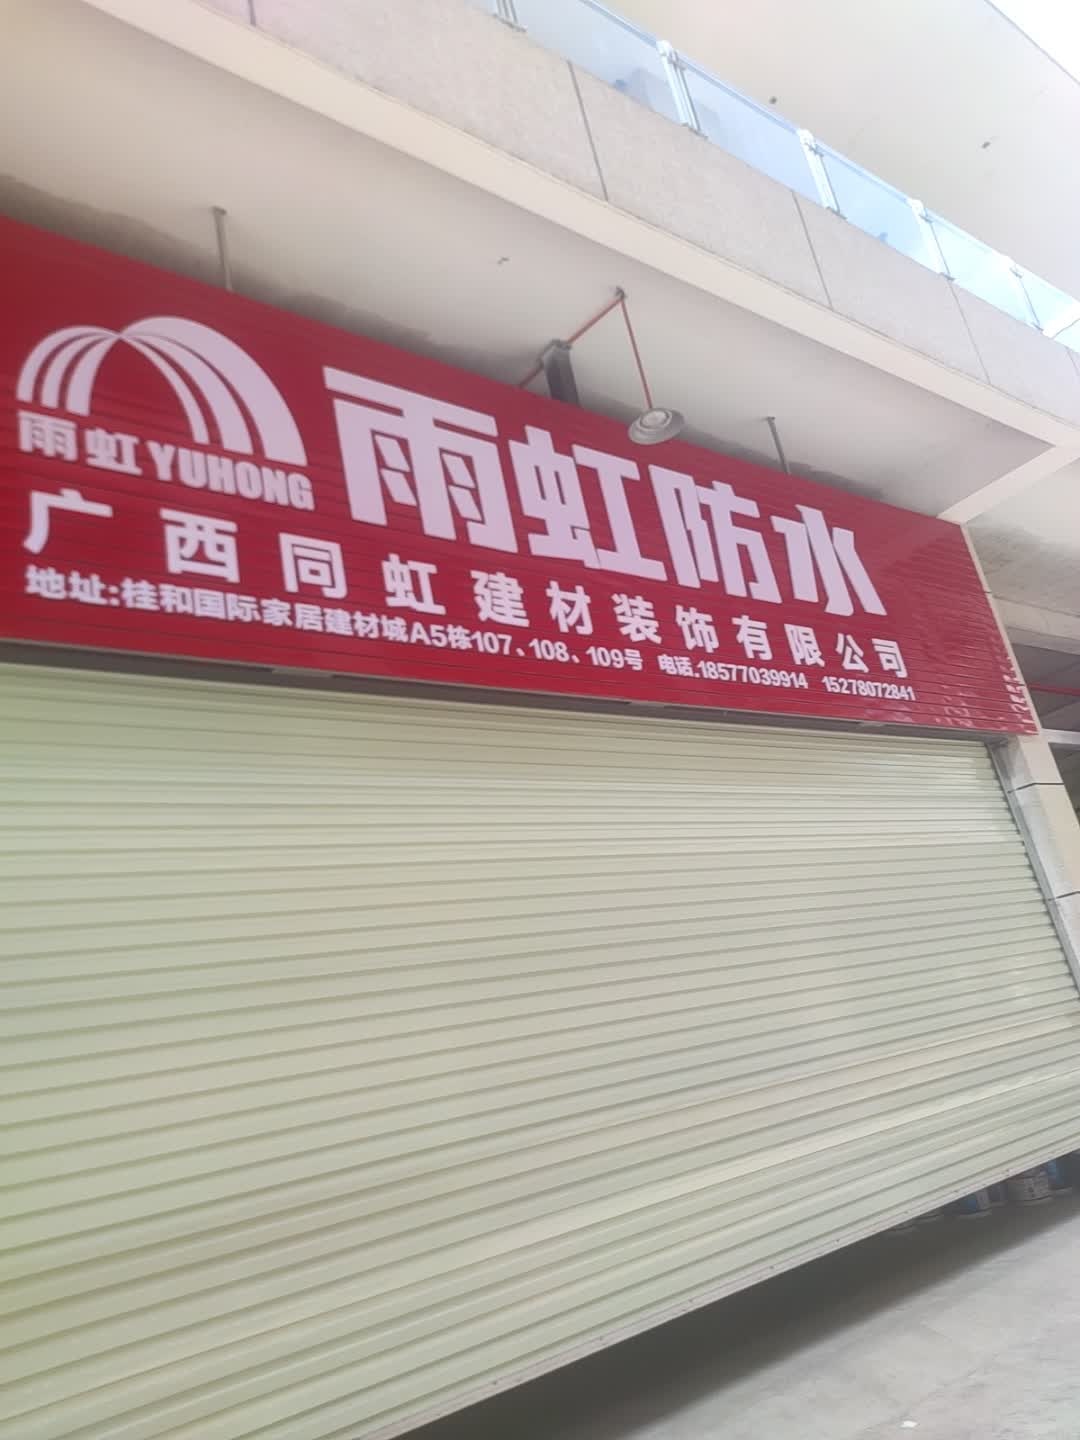 雨虹 YUHONG
雨虹防水
广西同虹建材装饰有限公司
地址:桂和国际家居建材城A5栋107、108、109号 电话.18577039914 15278072841